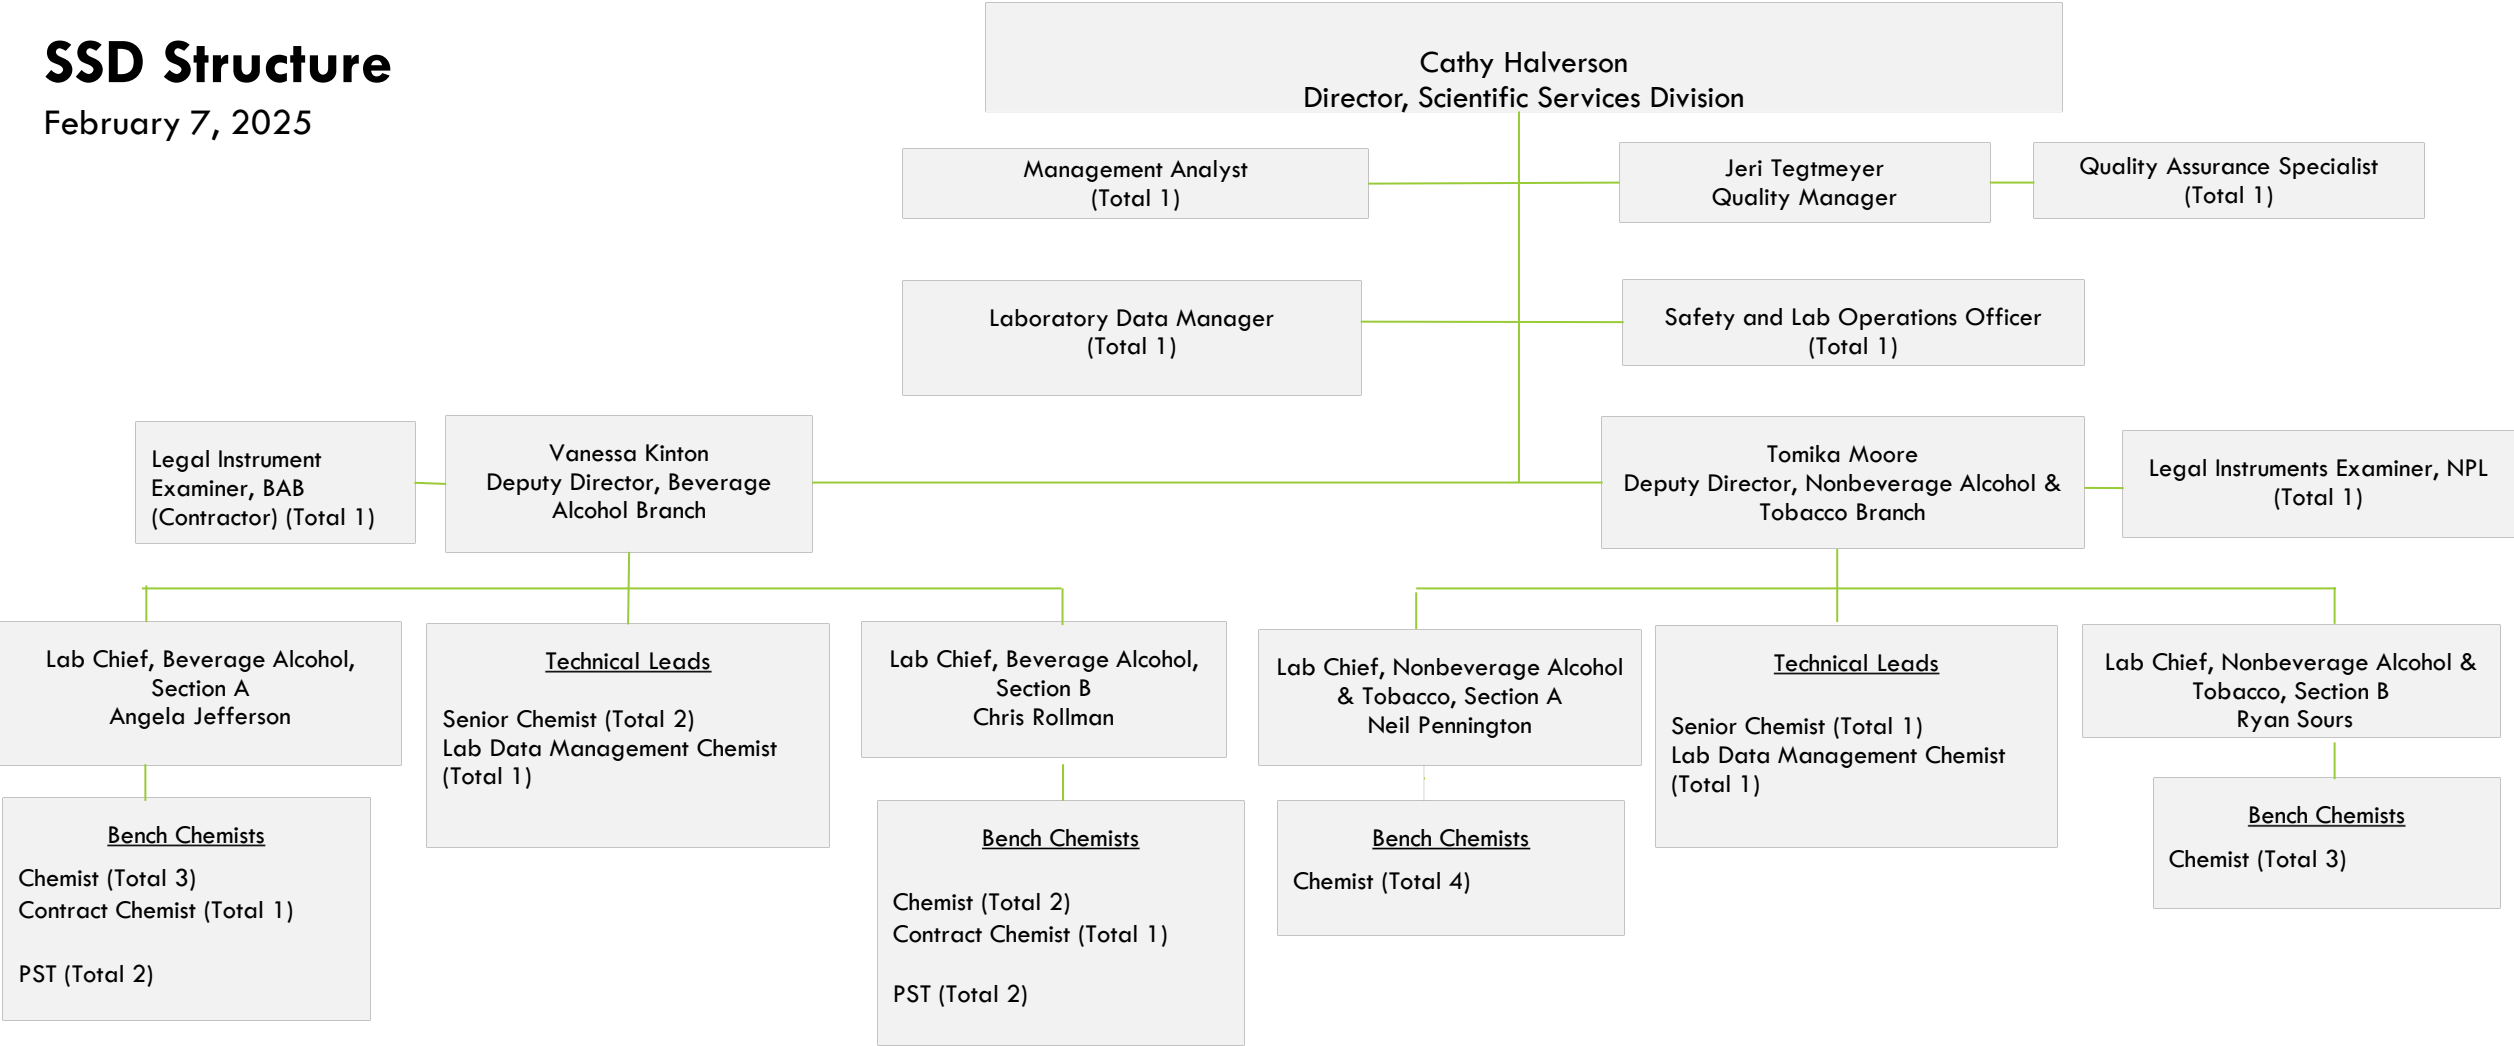 SSD Structure
February 7, 2025
Cathy Halverson
Director, Scientific Services Division
Management Analyst
(Total 1)
Jeri Tegtmeyer
Quality Manager
Quality Assurance Specialist
(Total 1)
Laboratory Data Manager
(Total 1)
Safety and Lab Operations Officer
(Total 1)
Legal Instrument
Examiner, BAB
(Contractor) (Total 1)
Vanessa Kinton
Deputy Director, Beverage
Alcohol Branch
Tomika Moore
Deputy Director, Nonbeverage Alcohol &
Tobacco Branch
Legal Instruments Examiner, NPL
(Total 1)
Lab Chief, Beverage Alcohol,
Section A
Angela Jefferson
Technical Leads
Senior Chemist (Total 2)
Lab Data Management Chemist
(Total 1)
Lab Chief, Beverage Alcohol,
Section B
Chris Rollman
Lab Chief, Nonbeverage Alcohol
& Tobacco, Section A
Neil Pennington
Technical Leads
Senior Chemist (Total 1)
Lab Data Management Chemist
(Total 1)
Lab Chief, Nonbeverage Alcohol &
Tobacco, Section B
Ryan Sours
Bench Chemists
Chemist (Total 3)
Contract Chemist (Total 1)
PST (Total 2)
Bench Chemists
Chemist (Total 2)
Contract Chemist (Total 1)
PST (Total 2)
Bench Chemists
Chemist (Total 4)
Bench Chemists
Chemist (Total 3)